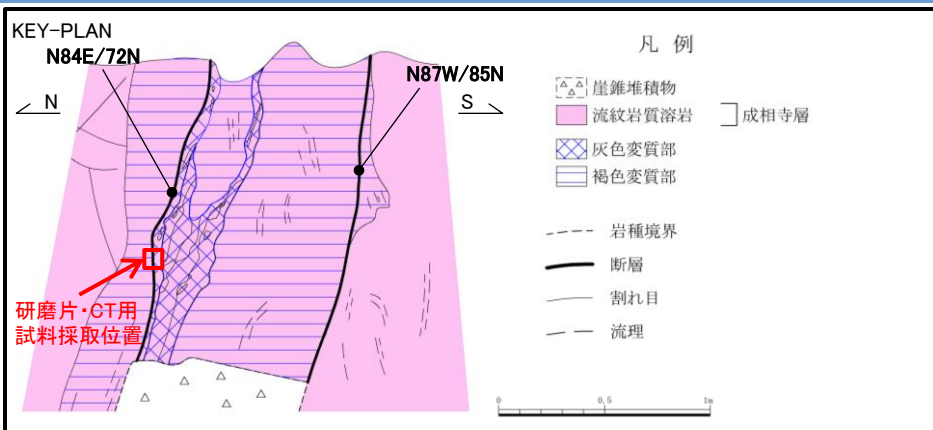 KEY-PLAN
N84E/72N
N87W/85N
N
S
研磨片・CT用
試料採取位置
凡 例
崖錐堆積物
流紋岩質溶岩
成相寺層
灰色変質部
褐色変質部
岩種境界
断層
割れ目
流理
0 0.5 1m